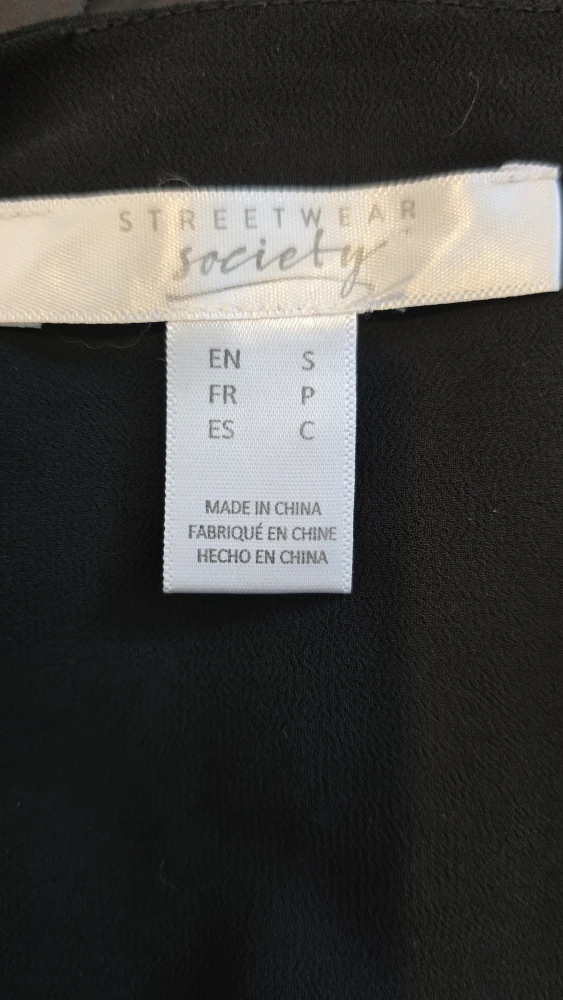 STREETWEAR
society
EN S
FR P
ES C
MADE IN CHINA
FABRIQUÉ EN CHINE
HECHO EN CHINA